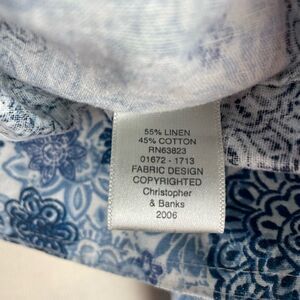 55% LINEN
45% COTTON
RN63823
01672 - 1713
FABRIC DESIGN
COPYRIGHTED
Christopher
& Banks
2006